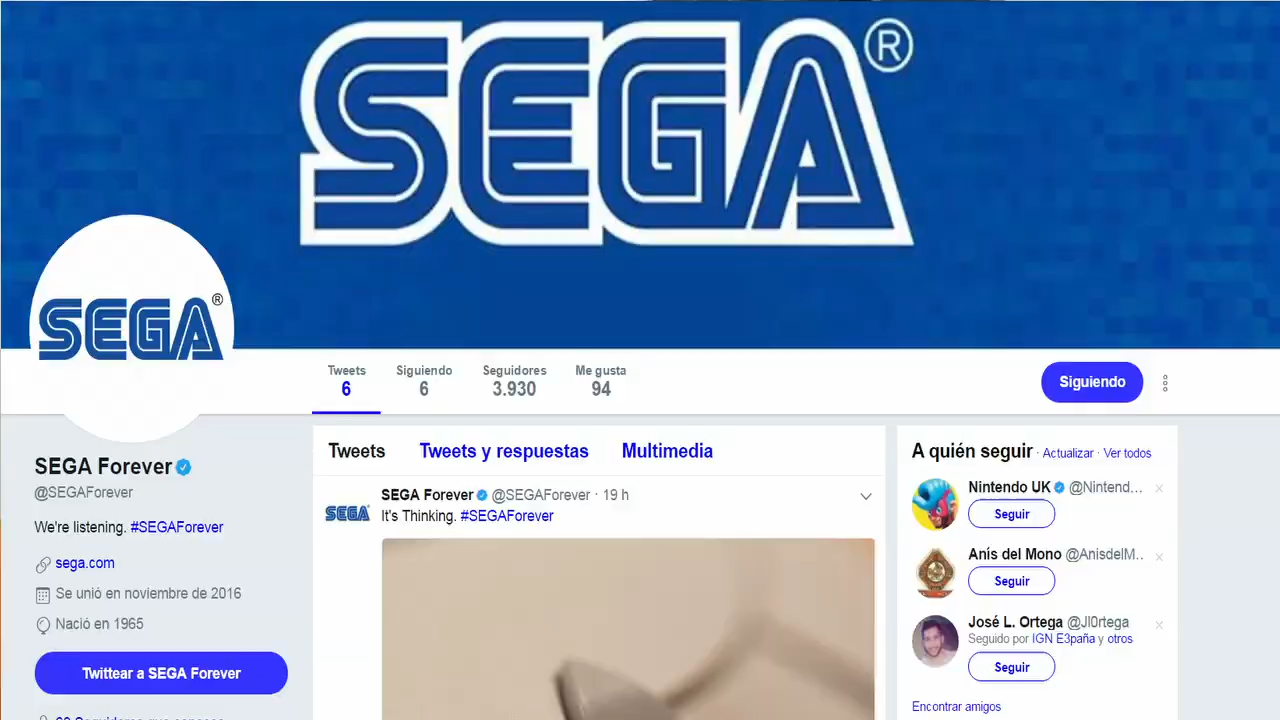 SEGA®
SEGA®
Tweets Siguiendo Seguidores Me gusta
6 6 3.930 94
Siguiendo
SEGA Forever
@SEGAForever
We're listening. #SEGAForever
sega.com
Se unió en noviembre de 2016
Nació en 1965
Twittear a SEGA Forever
Tweets Tweets y respuestas Multimedia
SEGA
SEGA Forever @SEGAForever · 19 h
It's Thinking. #SEGAForever
A quién seguir · Actualizar · Ver todos
Nintendo UK @Nintend...
Seguir
Anís del Mono @AnisdelM..
Seguir
José L. Ortega @Jl0rtega
Seguido por IGN E3paña y otros
Seguir
Encontrar amigos